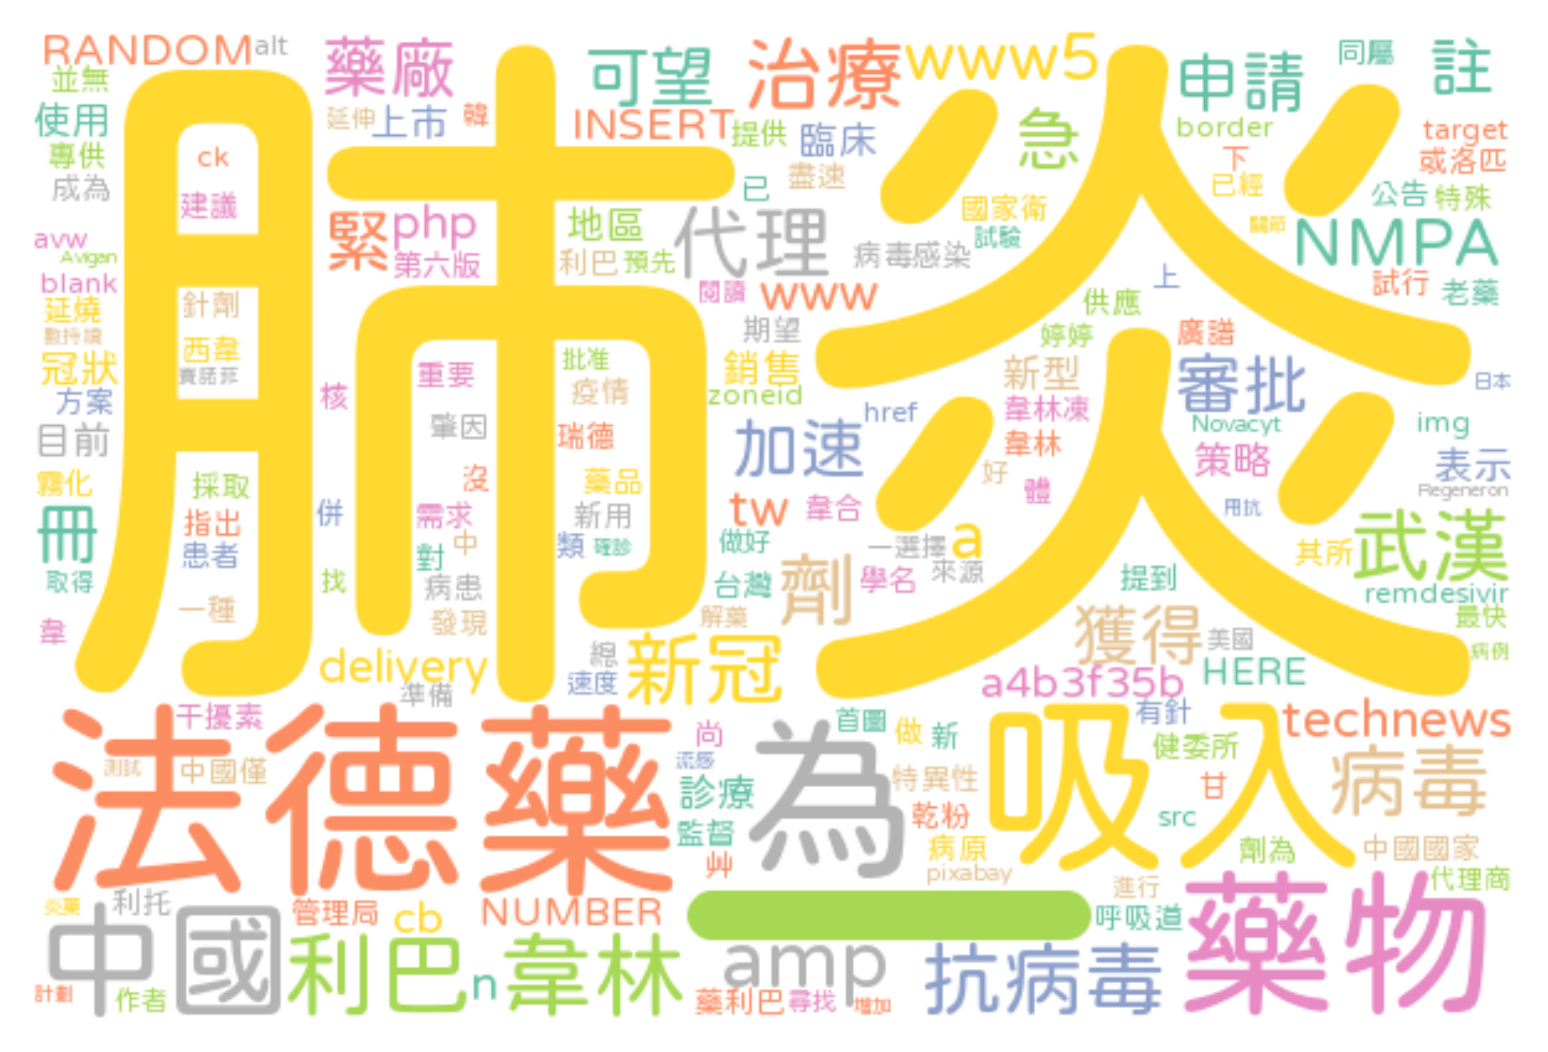 RANDOM
alt
藥廠
可望
治療
www5
申請
同屬
註
並無
使用
延伸
上市
韓
INSERT
提供
臨床
急
border
target
下
或洛匹
專供
ck
成為
建議
已
盡速
已經
公告
特殊
國家衛
肺炎
緊
php
地區
代理
試驗
關節
NMPA
avw
Avigan
第六版
利巴
預先
病毒感染
blank
閱讀
www
上
試行
老藥
延燒
針劑
供應
數持續
期望
婷婷
廣譜
冠狀
西韋
賽諾菲
批准
銷售
新型
審批
日本
重要
疫情
zoneid
方案
核
href
韋林凍
Novacyt
img
目前
肇因
瑞德
加速
韋林
策略
表示
霧化
採取
沒
藥品
好
體
Regeneron
冊
指出
併
需求
新用
tw
韋合
用抗
武漢
患者
對
中
類
確診
做好
一選擇
a
其所
取得
找
病患
台灣
劑
學名
來源
提到
remdesivir
韋
一種
發現
解藥
獲得
美國
最快
病例
delivery
總
新冠
速度
準備
a4b3f35b
HERE
干擾素
尚
首圖
做
新
有針
technews
法德藥
為
吸入
健委所
測試
中國僅
流感
特異性
病毒
診療
甘
監督
乾粉
src
艸
病原
劑為
中國國家
pixabay
進行
代理商
炎藥
利托
管理局
cb
NUMBER
一
呼吸道
藥物
中國
利巴
n
韋林
amp
抗病毒
計劃
作者
藥利巴
尋找
增加